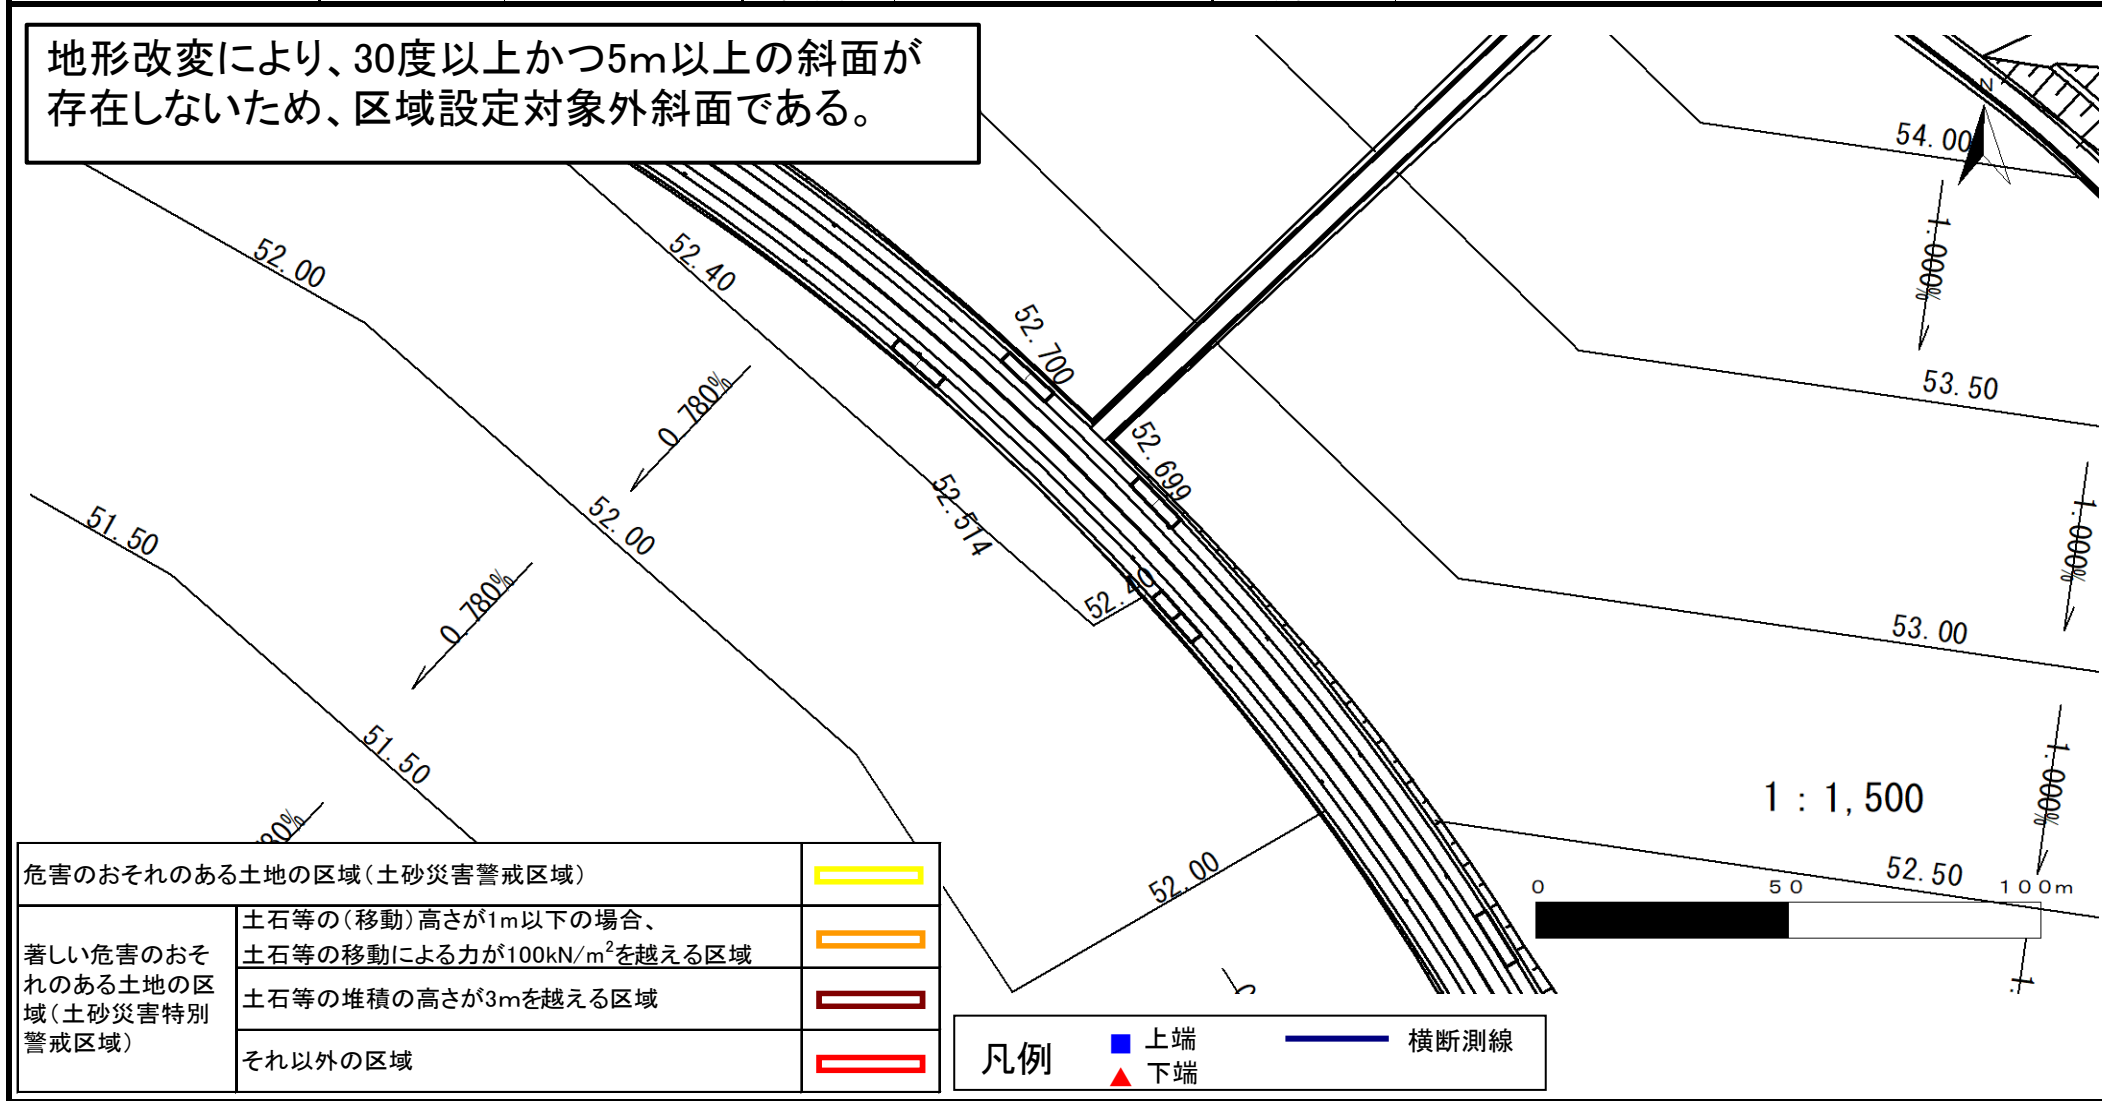 地形改変により、30度以上かつ5m以上の斜面が
存在しないため、区域設定対象外斜面である。
N
54.00
1.000%
52.00
52.40
52.700
53.50
0.780%
52.699
52.514
1.000%
51.50
52.00
0.780%
52.40
53.00
51.50
1.000%
1 : 1,500
80%
52.00
52.50
0
50
100m
1.
危害のおそれのある土地の区域(土砂災害警戒区域)
著しい危害のおそ
れのある土地の区
域(土砂災害特別
警戒区域)
土石等の(移動)高さが1m以下の場合、
土石等の移動による力が100kN/m²を越える区域
土石等の堆積の高さが3mを越える区域
それ以外の区域
凡例
上端
下端
横断測線